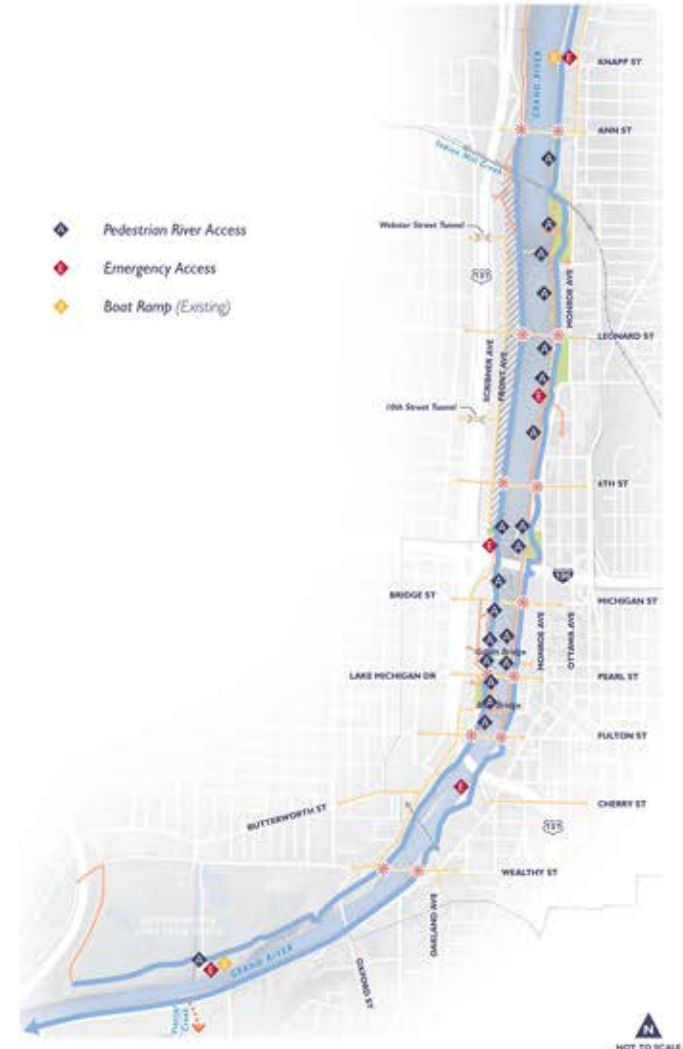 KNAPP ST
GRAND RIVER
ANN ST
Indian Mill Creek
A Pedestrian River Access
E Emergency Access
Boat Ramp (Existing)
Webster Street Tunnel
131
MONROE AVE
LEONARD ST
SCRIBNER AVE
FRONT AVE
10th Street Tunnel
6TH ST
196
BRIDGE ST
MICHIGAN ST
MONROE AVE
OTTAWA AVE
Bridge
LAKE MICHIGAN DR
PEARL ST
Bridge
FULTON ST
BUTTERWORTH ST
CHERRY ST
131
WEALTHY ST
OAKLAND AVE
GRAND RIVER
OXFORD ST
Creek
N
NOT TO SCALE